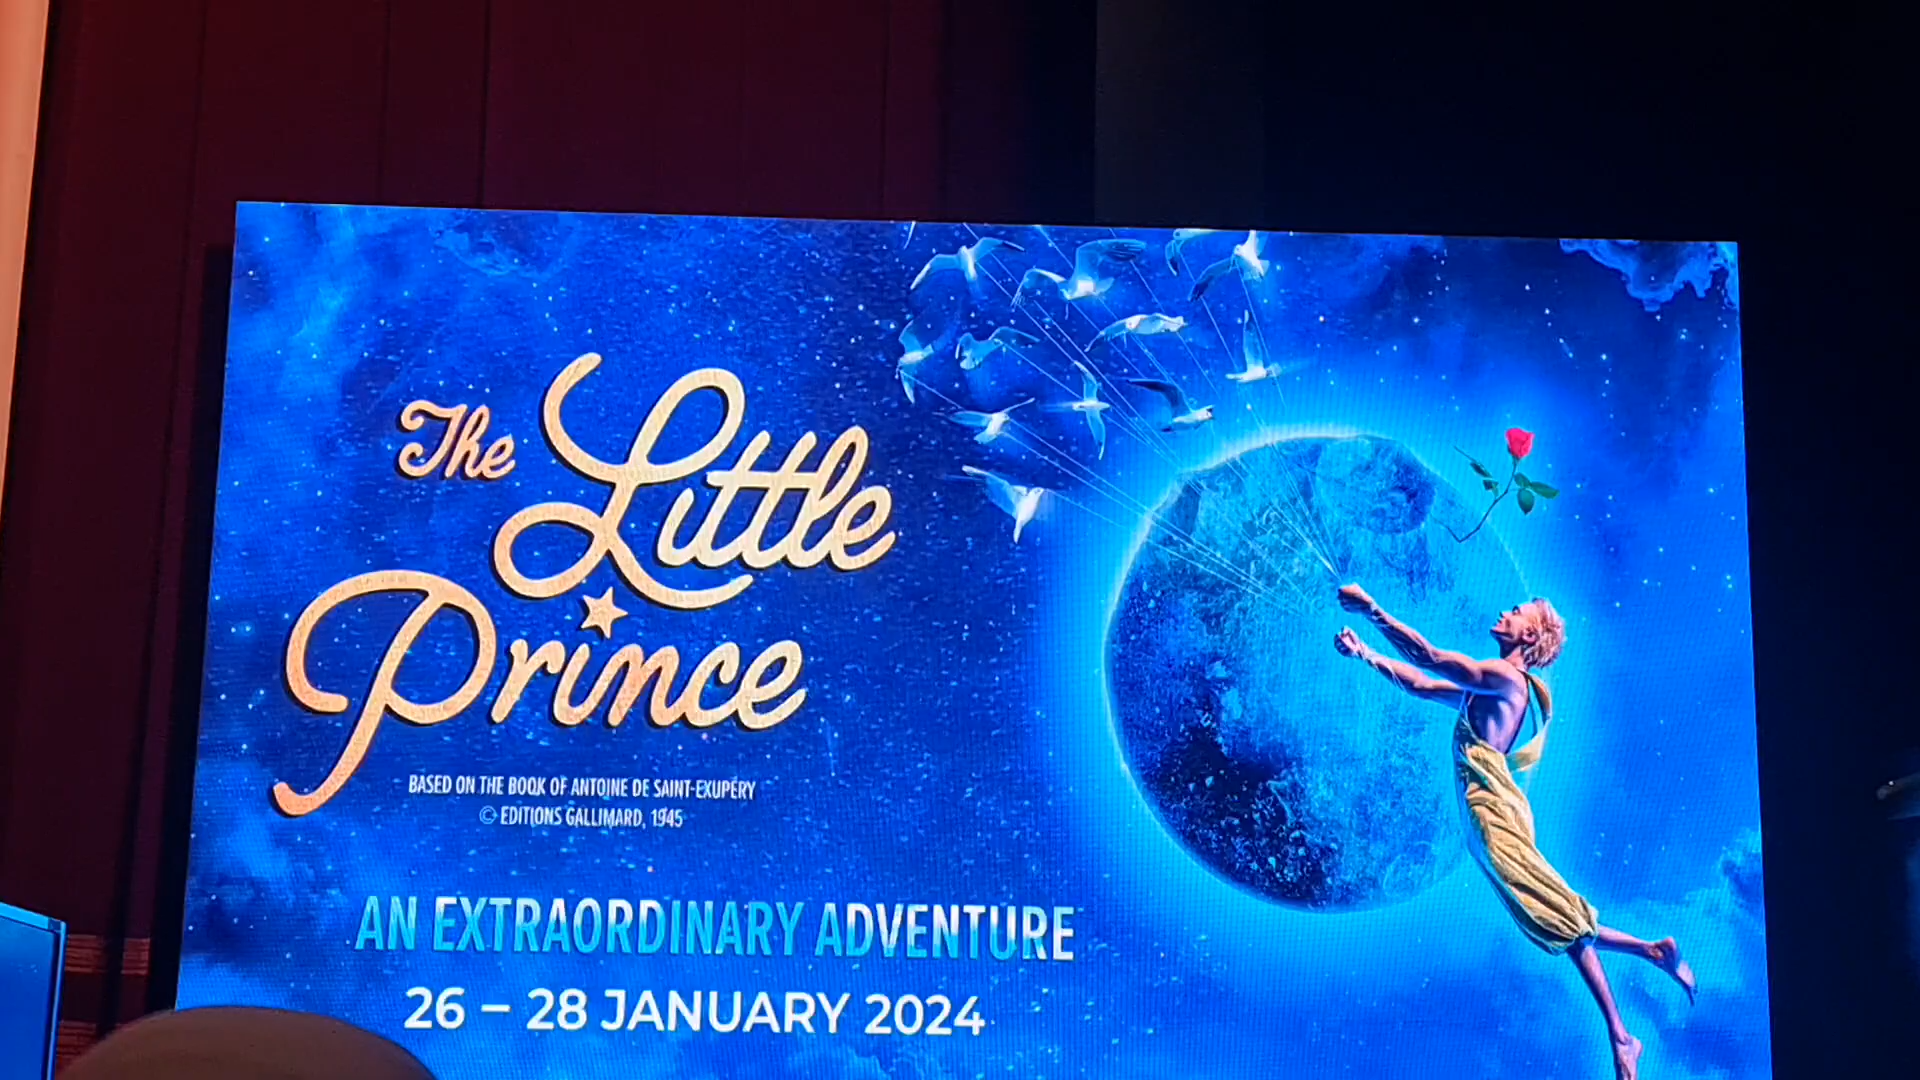 The Little
Prince
BASED ON THE BOOK OF ANTOINE DE SAINT-EXUPÉRY
© EDITIONS GALLIMARD, 1945
AN EXTRAORDINARY ADVENTURE
26 – 28 JANUARY 2024